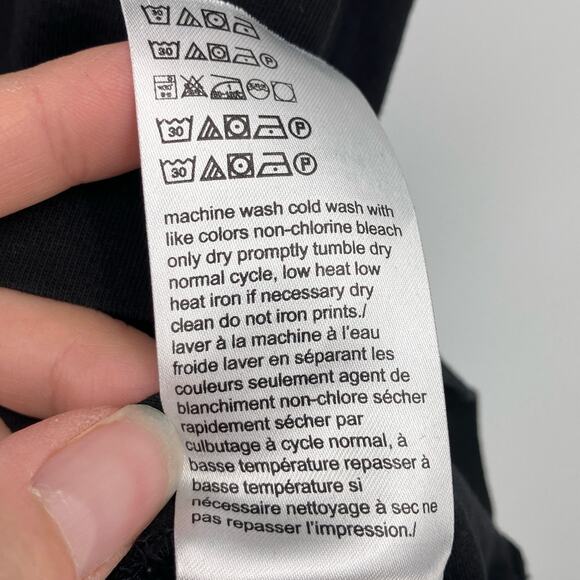 30
P
30 P
30 P
machine wash cold wash with
like colors non-chlorine bleach
only dry promptly tumble dry
normal cycle, low heat low
heat iron if necessary dry
clean do not iron prints./
laver à la machine à l'eau
froide laver en séparant les
couleurs seulement agent de
blanchiment non-chlore sécher
rapidement sécher par
culbutage à cycle normal, à
basse température repasser à
basse température si
nécessaire nettoyage à sec ne
pas repasser l'impression./